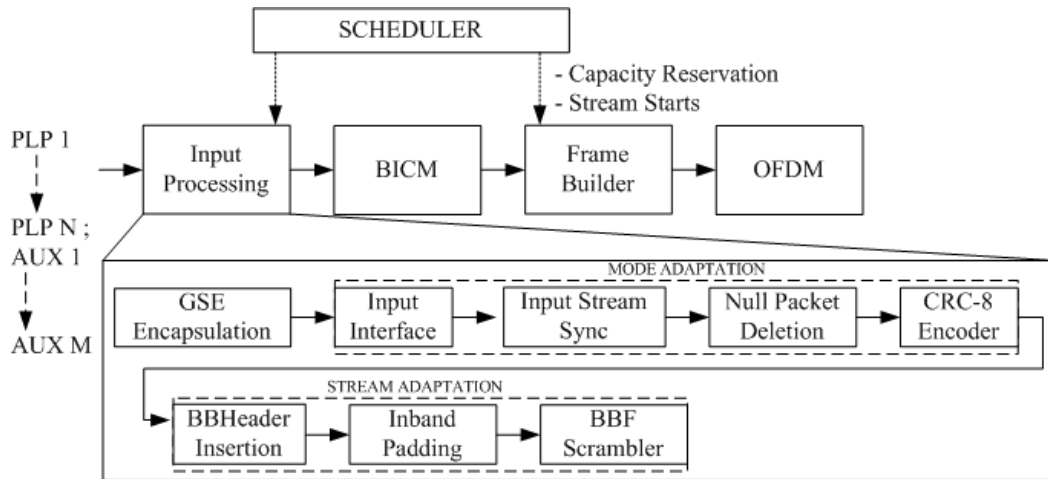 SCHEDULER
- Capacity Reservation
- Stream Starts
PLP 1
PLP N ;
AUX 1
AUX M
Input
Processing
BICM
Frame
Builder
OFDM
MODE ADAPTATION
GSE
Encapsulation
Input
Interface
Input Stream
Sync
Null Packet
Deletion
CRC-8
Encoder
STREAM ADAPTATION
BBHeader
Insertion
Inband
Padding
BBF
Scrambler